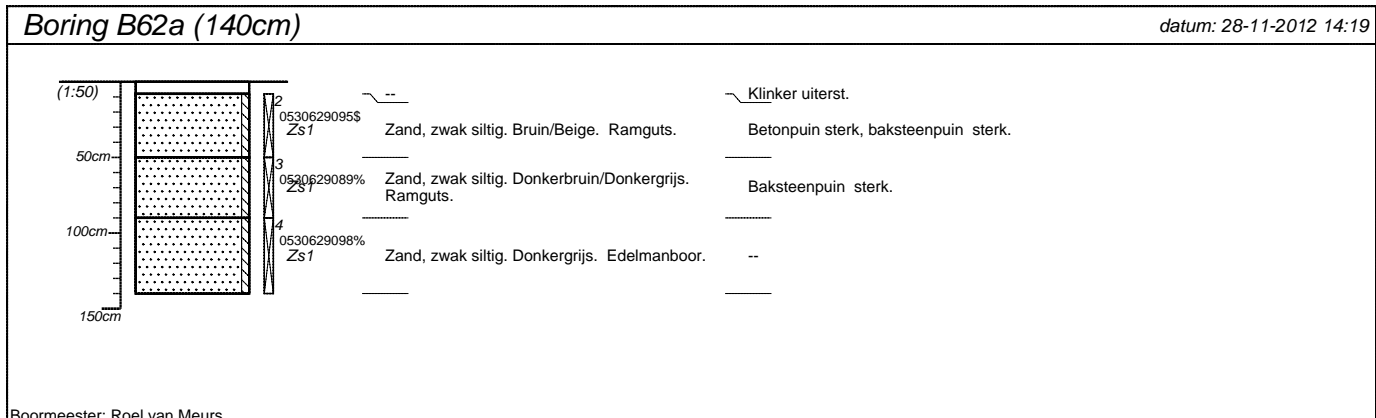 Boring B62a (140cm)
datum: 28-11-2012 14:19
(1:50)
2
0530629095$
Zs1
--
Klinker uiterst.
Zand, zwak siltig. Bruin/Beige.  Ramguts.
Betonpuin sterk, baksteenpuin  sterk.
50cm
3
0530629089%
Zs1
Zand, zwak siltig. Donkerbruin/Donkergrijs.
Ramguts.
Baksteenpuin  sterk.
100cm
4
0530629098%
Zs1
Zand, zwak siltig. Donkergrijs.  Edelmanboor.
--
150cm
Boormeester: Roel van Meurs